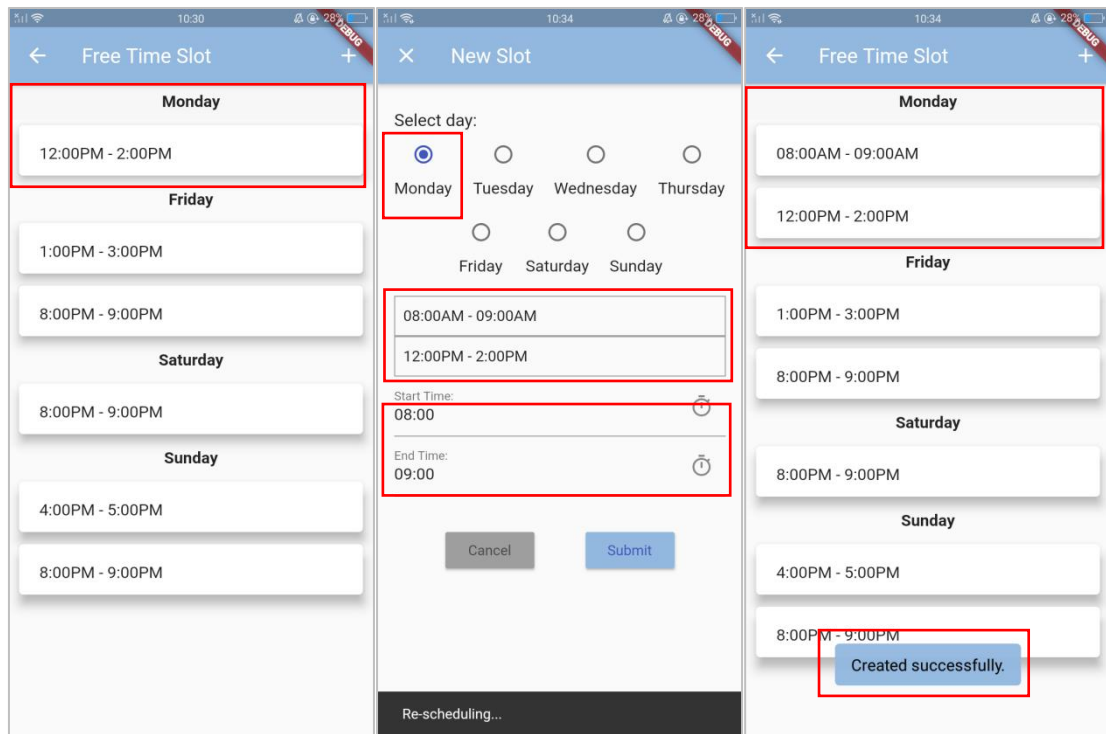 10:30
28%
DEBUG
Free Time Slot
Monday
12:00PM - 2:00PM
Friday
1:00PM - 3:00PM
8:00PM - 9:00PM
Saturday
8:00PM - 9:00PM
Sunday
4:00PM - 5:00PM
8:00PM - 9:00PM
10:34
28%
DEBUG
New Slot
Select day:
Monday Tuesday Wednesday Thursday
Friday Saturday Sunday
08:00AM - 09:00AM
12:00PM - 2:00PM
Start Time:
08:00
End Time:
09:00
Cancel Submit
Re-scheduling...
10:34
28%
DEBUG
Free Time Slot
Monday
08:00AM - 09:00AM
12:00PM - 2:00PM
Friday
1:00PM - 3:00PM
8:00PM - 9:00PM
Saturday
8:00PM - 9:00PM
Sunday
4:00PM - 5:00PM
8:00PM - 9:00PM
Created successfully.